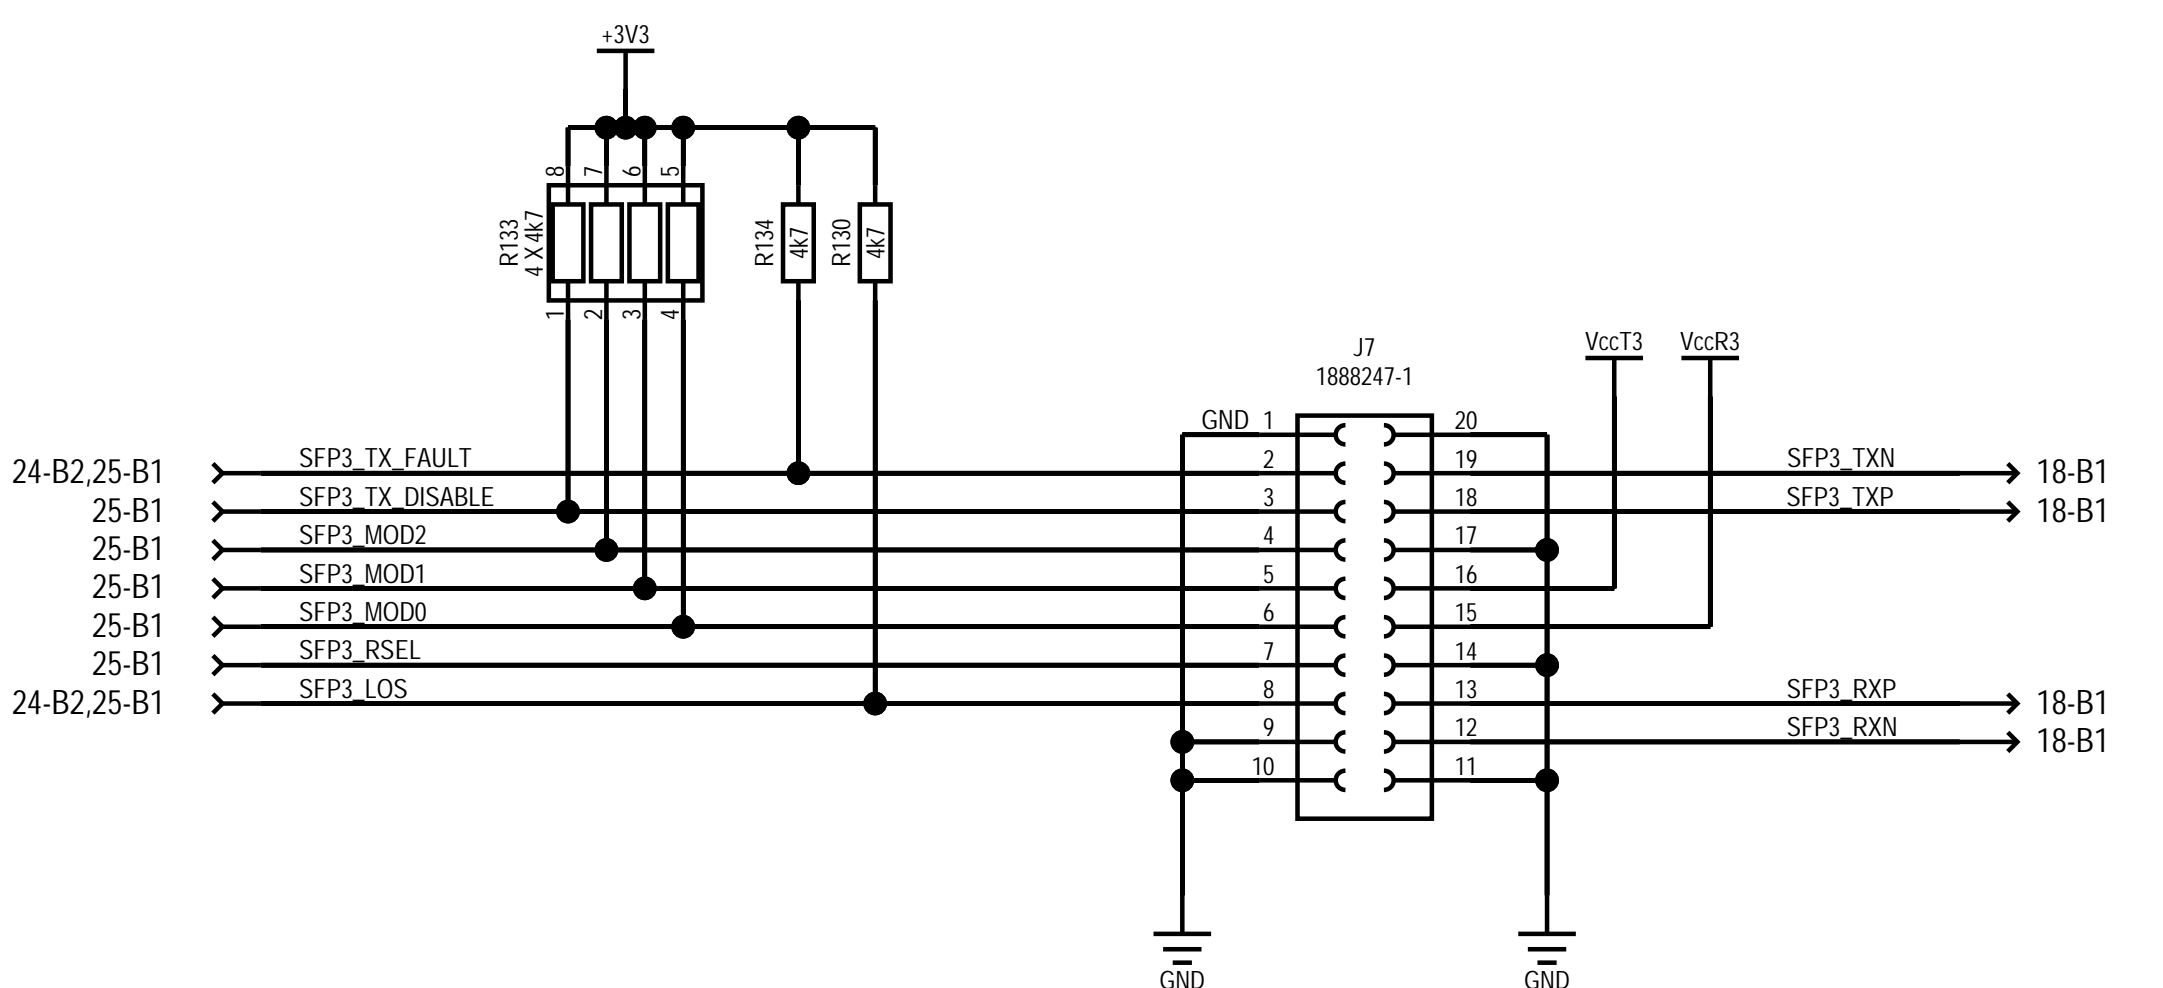 +3V3
8 7 6 5
R133
4 X 4k7
R134
4k7
R130
4k7
1 2 3 4
VccT3 VccR3
J7
1888247-1
GND 1 20
24-B2,25-B1 SFP3_TX_FAULT 2 19 SFP3_TXN 18-B1
25-B1 SFP3_TX_DISABLE 3 18 SFP3_TXP 18-B1
25-B1 SFP3_MOD2 4 17
25-B1 SFP3_MOD1 5 16
25-B1 SFP3_MOD0 6 15
25-B1 SFP3_RSEL 7 14
24-B2,25-B1 SFP3_LOS 8 13 SFP3_RXP 18-B1
9 12 SFP3_RXN 18-B1
10 11
GND GND